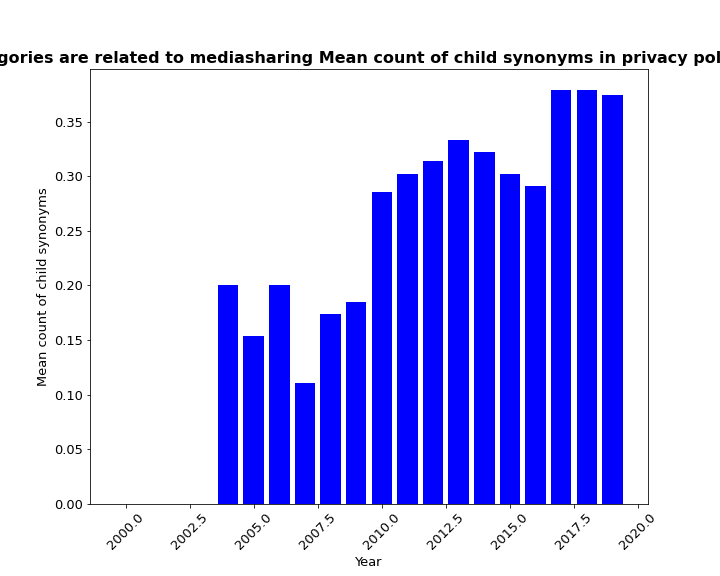 gories are related to mediasharing Mean count of child synonyms in privacy pol
Mean count of child synonyms
0.35
0.30
0.25
0.20
0.15
0.10
0.05
0.00
2000.0 2002.5 2005.0 2007.5 2010.0 2012.5 2015.0 2017.5 2020.0
Year